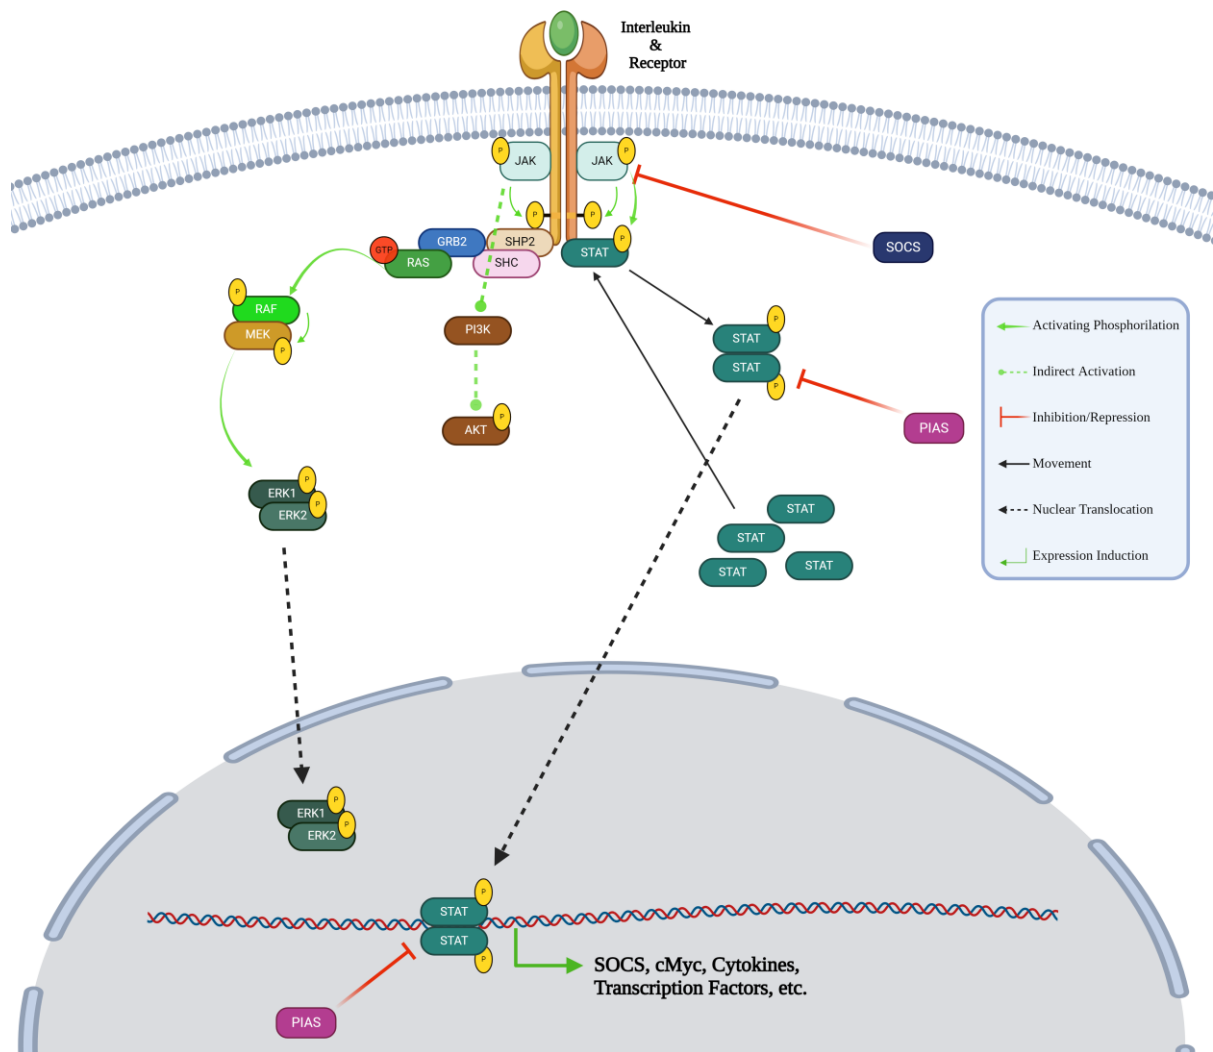 Interleukin
&
Receptor
P
JAK
JAK
P
P
P
GTP
RAS
GRB2
SHP2
SHC
STAT
P
SOCS
P
RAF
MEK
P
PI3K
AKT
P
P
STAT
STAT
P
PIAS
Activating Phosphorilation
Indirect Activation
Inhibition/Repression
Movement
Nuclear Translocation
Expression Induction
P
ERK1
P
ERK2
STAT
STAT
STAT
STAT
P
ERK1
P
ERK2
P
STAT
STAT
P
SOCS, cMyc, Cytokines,
Transcription Factors, etc.
PIAS